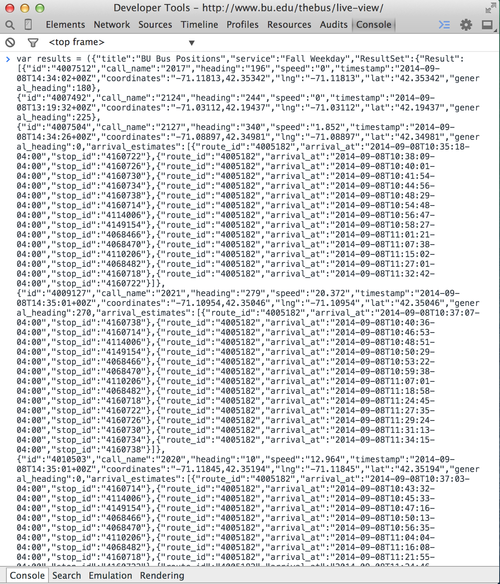 Developer Tools - http://www.bu.edu/thebus/live-view/
Elements Network Sources Timeline Profiles Resources Audits Console
<top frame>
var results = ({"title":"BU Bus Positions","service":"Fall Weekday","ResultSet":{"Result":
[{"id":"4007512","call_name":"2017","heading":"196","speed":"0","timestamp":"2014-09-
08T14:34:02+00Z","coordinates":"-71.11813,42.35342","lng":"-71.11813","lat":"42.35342","gener
al_heading":180},
{"id":"4007492","call_name":"2124","heading":"244","speed":"0","timestamp":"2014-09-
08T13:19:32+00Z","coordinates":"-71.03112,42.19437","lng":"-71.03112","lat":"42.19437","gener
al_heading":225},
{"id":"4007504","call_name":"2127","heading":"340","speed":"1.852","timestamp":"2014-09-
08T14:34:26+00Z","coordinates":"-71.08897,42.34981","lng":"-71.08897","lat":"42.34981","gener
al_heading":0,"arrival_estimates":[{"route_id":"4005182","arrival_at":"2014-09-08T10:35:18-
04:00","stop_id":"4160722"},{"route_id":"4005182","arrival_at":"2014-09-08T10:38:09-
04:00","stop_id":"4160726"},{"route_id":"4005182","arrival_at":"2014-09-08T10:40:01-
04:00","stop_id":"4160730"},{"route_id":"4005182","arrival_at":"2014-09-08T10:41:54-
04:00","stop_id":"4160734"},{"route_id":"4005182","arrival_at":"2014-09-08T10:44:56-
04:00","stop_id":"4160738"},{"route_id":"4005182","arrival_at":"2014-09-08T10:48:29-
04:00","stop_id":"4160714"},{"route_id":"4005182","arrival_at":"2014-09-08T10:54:48-
04:00","stop_id":"4114006"},{"route_id":"4005182","arrival_at":"2014-09-08T10:56:47-
04:00","stop_id":"4149154"},{"route_id":"4005182","arrival_at":"2014-09-08T10:58:27-
04:00","stop_id":"4068466"},{"route_id":"4005182","arrival_at":"2014-09-08T11:01:21-
04:00","stop_id":"4068470"},{"route_id":"4005182","arrival_at":"2014-09-08T11:07:38-
04:00","stop_id":"4110206"},{"route_id":"4005182","arrival_at":"2014-09-08T11:15:02-
04:00","stop_id":"4068482"},{"route_id":"4005182","arrival_at":"2014-09-08T11:27:01-
04:00","stop_id":"4160718"},{"route_id":"4005182","arrival_at":"2014-09-08T11:32:42-
04:00","stop_id":"4160722"}]},
{"id":"4009127","call_name":"2021","heading":"279","speed":"20.372","timestamp":"2014-09-
08T14:35:01+00Z","coordinates":"-71.10954,42.35046","lng":"-71.10954","lat":"42.35046","gener
al_heading":270,"arrival_estimates":[{"route_id":"4005182","arrival_at":"2014-09-08T10:37:07-
04:00","stop_id":"4160738"},{"route_id":"4005182","arrival_at":"2014-09-08T10:40:36-
04:00","stop_id":"4160714"},{"route_id":"4005182","arrival_at":"2014-09-08T10:46:53-
04:00","stop_id":"4114006"},{"route_id":"4005182","arrival_at":"2014-09-08T10:48:51-
04:00","stop_id":"4149154"},{"route_id":"4005182","arrival_at":"2014-09-08T10:50:29-
04:00","stop_id":"4068466"},{"route_id":"4005182","arrival_at":"2014-09-08T10:53:22-
04:00","stop_id":"4068470"},{"route_id":"4005182","arrival_at":"2014-09-08T10:59:38-
04:00","stop_id":"4110206"},{"route_id":"4005182","arrival_at":"2014-09-08T11:07:01-
04:00","stop_id":"4068482"},{"route_id":"4005182","arrival_at":"2014-09-08T11:18:58-
04:00","stop_id":"4160718"},{"route_id":"4005182","arrival_at":"2014-09-08T11:24:45-
04:00","stop_id":"4160722"},{"route_id":"4005182","arrival_at":"2014-09-08T11:27:35-
04:00","stop_id":"4160726"},{"route_id":"4005182","arrival_at":"2014-09-08T11:29:24-
04:00","stop_id":"4160730"},{"route_id":"4005182","arrival_at":"2014-09-08T11:31:13-
04:00","stop_id":"4160734"},{"route_id":"4005182","arrival_at":"2014-09-08T11:34:15-
04:00","stop_id":"4160738"}]},
{"id":"4010503","call_name":"2020","heading":"10","speed":"12.964","timestamp":"2014-09-
08T14:35:01+00Z","coordinates":"-71.11845,42.35194","lng":"-71.11845","lat":"42.35194","gener
al_heading":0,"arrival_estimates":[{"route_id":"4005182","arrival_at":"2014-09-08T10:37:03-
04:00","stop_id":"4160714"},{"route_id":"4005182","arrival_at":"2014-09-08T10:43:32-
04:00","stop_id":"4114006"},{"route_id":"4005182","arrival_at":"2014-09-08T10:45:33-
04:00","stop_id":"4149154"},{"route_id":"4005182","arrival_at":"2014-09-08T10:47:16-
04:00","stop_id":"4068466"},{"route_id":"4005182","arrival_at":"2014-09-08T10:50:13-
04:00","stop_id":"4068470"},{"route_id":"4005182","arrival_at":"2014-09-08T10:56:35-
04:00","stop_id":"4110206"},{"route_id":"4005182","arrival_at":"2014-09-08T11:04:04-
04:00","stop_id":"4068482"},{"route_id":"4005182","arrival_at":"2014-09-08T11:16:08-
04:00","stop_id":"4160718"},{"route_id":"4005182","arrival_at":"2014-09-08T11:21:55-
Console Search Emulation Rendering